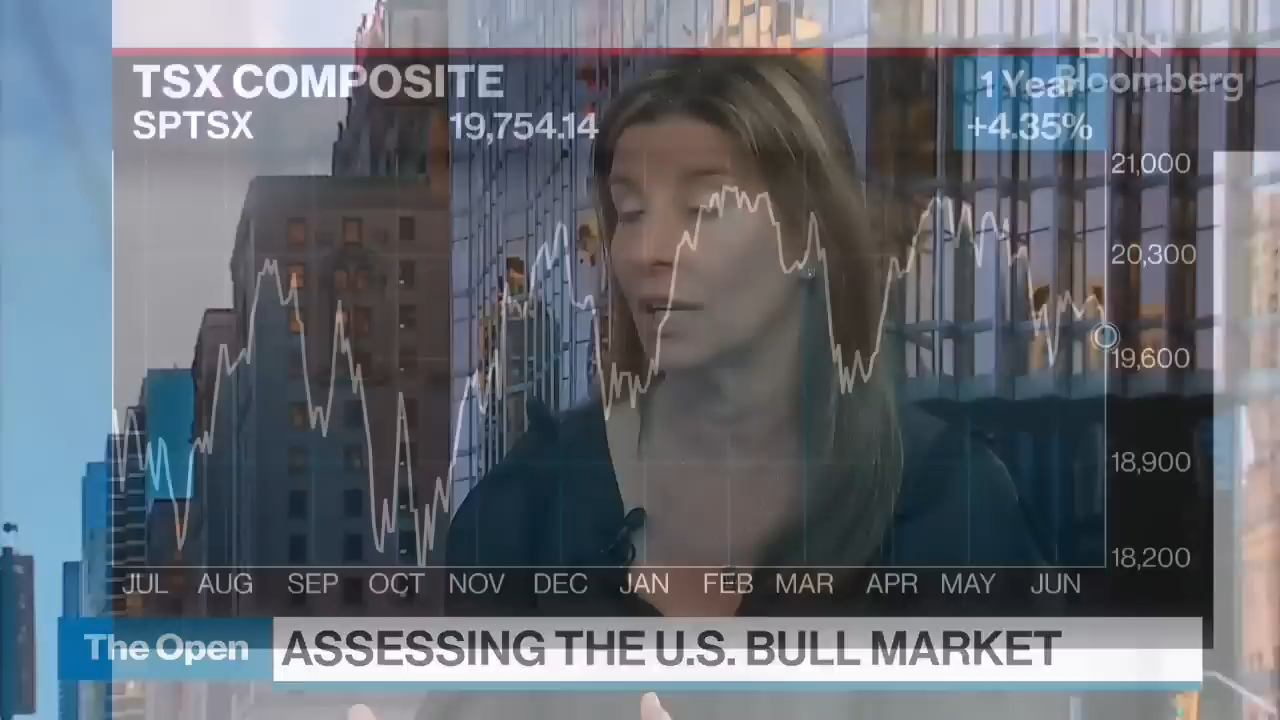 BNN
Bloomberg
TSX COMPOSITE
SPTSX 19,754.14
1 Year
+4.35%
21,000
20,300
19,600
18,900
18,200
JUL AUG SEP OCT NOV DEC JAN FEB MAR APR MAY JUN
The Open
ASSESSING THE U.S. BULL MARKET